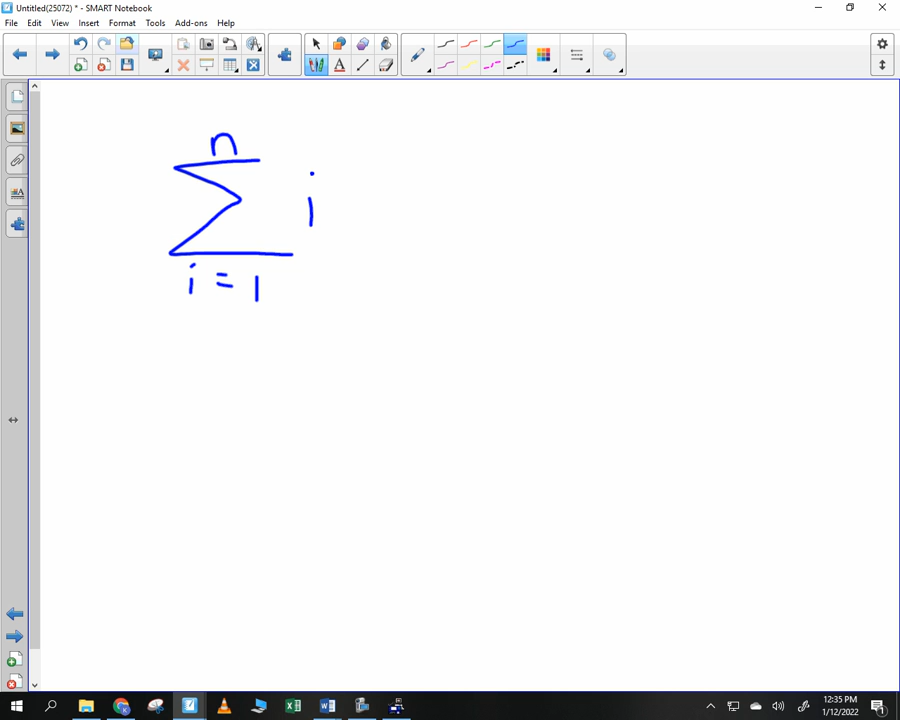 Untitled(25072) * - SMART Notebook
File Edit View Insert Format Tools Add-ons Help
n
∑ i
i = 1
12:35 PM
1/12/2022